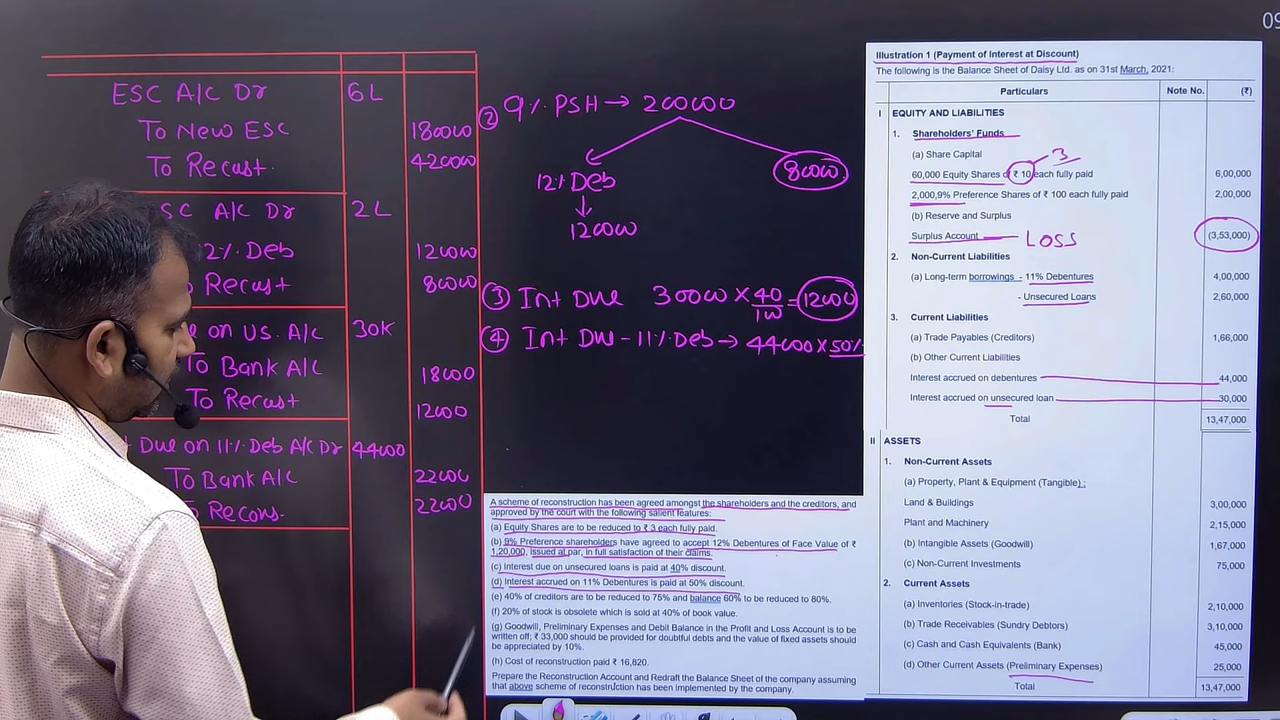 ESC A/C Dr 6L
To New ESC 180000
To Recust. 420000
SC A/C Dr 2L
12% Deb 120000
Recust 80000
on US. A/C 30K
To Bank A/C 18000
To Recust 12000
Due on 11% Deb A/C Dr 44000
To Bank A/C 22000
Recons. 22000
② 9% PSH → 200000
12% Deb 80000
120000
③ Int Due 30000 × 40/100 = 12000
④ Int Due - 11% Deb → 44000 × 50%
A scheme of reconstruction has been agreed amongst the shareholders and the creditors, and
approved by the court with the following salient features:
(a) Equity Shares are to be reduced to ₹ 3 each fully paid.
(b) 9% Preference shareholders have agreed to accept 12% Debentures of Face Value of ₹
1,20,000, issued at par, in full satisfaction of their claims.
(c) Interest due on unsecured loans is paid at 40% discount.
(d) Interest accrued on 11% Debentures is paid at 50% discount.
(e) 40% of creditors are to be reduced to 75% and balance 60% to be reduced to 80%.
(f) 20% of stock is obsolete which is sold at 40% of book value.
(g) Goodwill, Preliminary Expenses and Debit Balance in the Profit and Loss Account is to be
written off; ₹ 33,000 should be provided for doubtful debts and the value of fixed assets should
be appreciated by 10%.
(h) Cost of reconstruction paid ₹ 16,820.
Prepare the Reconstruction Account and Redraft the Balance Sheet of the company assuming
that above scheme of reconstruction has been implemented by the company.
09
Illustration 1 (Payment of Interest at Discount)
The following is the Balance Sheet of Daisy Ltd. as on 31st March, 2021:
Particulars Note No. (₹)
I EQUITY AND LIABILITIES
1. Shareholders' Funds
(a) Share Capital 3
60,000 Equity Shares of ₹ 10 each fully paid 6,00,000
2,000,9% Preference Shares of ₹ 100 each fully paid 2,00,000
(b) Reserve and Surplus
Surplus Account LOSS (3,53,000)
2. Non-Current Liabilities
(a) Long-term borrowings - 11% Debentures 4,00,000
- Unsecured Loans 2,60,000
3. Current Liabilities
(a) Trade Payables (Creditors) 1,66,000
(b) Other Current Liabilities
Interest accrued on debentures 44,000
Interest accrued on unsecured loan 30,000
Total 13,47,000
II ASSETS
1. Non-Current Assets
(a) Property, Plant & Equipment (Tangible) :
Land & Buildings 3,00,000
Plant and Machinery 2,15,000
(b) Intangible Assets (Goodwill) 1,67,000
(c) Non-Current Investments 75,000
2. Current Assets
(a) Inventories (Stock-in-trade) 2,10,000
(b) Trade Receivables (Sundry Debtors) 3,10,000
(c) Cash and Cash Equivalents (Bank) 45,000
(d) Other Current Assets (Preliminary Expenses) 25,000
Total 13,47,000